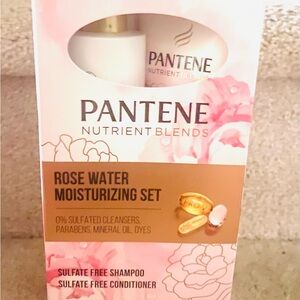 PANTENE
NUTRIENT BLENDS
PANTENE
NUTRIENT BLENDS
ROSE WATER
MOISTURIZING SET
0% SULFATED CLEANSERS,
PARABENS, MINERAL OIL, DYES
SULFATE FREE SHAMPOO
SULFATE FREE CONDITIONER